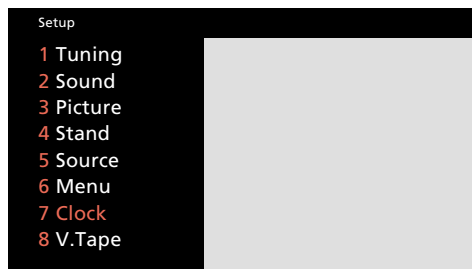 Setup
1 Tuning
2 Sound
3 Picture
4 Stand
5 Source
6 Menu
7 Clock
8 V.Tape